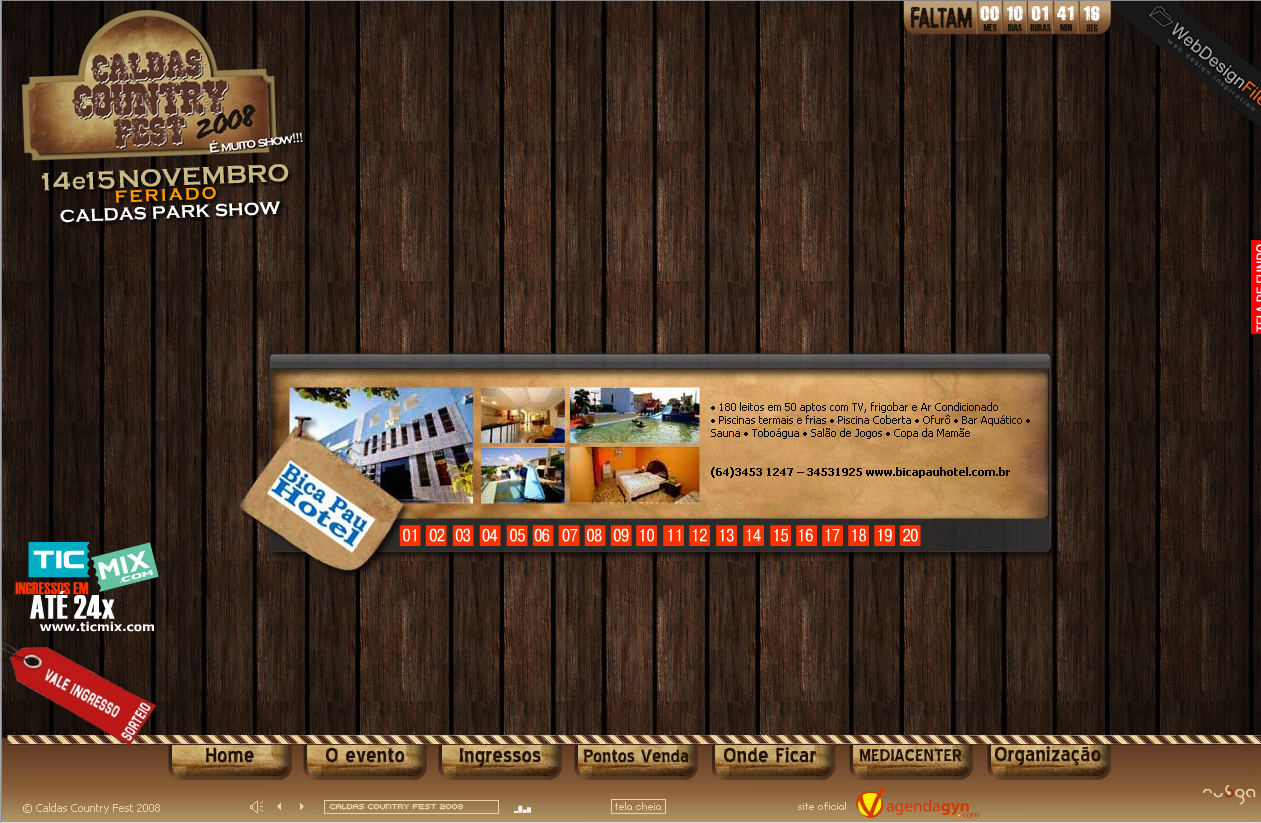 FALTAM 00 10 01 41 16
MES DIAS HORAS MIN SEG
WebDesignFile
web design inspiration
CALDAS
COUNTRY
FEST 2008
É MUITO SHOW!!!
14e15 NOVEMBRO
FERIADO
CALDAS PARK SHOW
TELA DE FUNDO
• 180 leitos em 50 aptos com TV, frigobar e Ar Condicionado
• Piscinas termais e frias • Piscina Coberta • Ofurô • Bar Aquático •
Sauna • Toboágua • Salão de Jogos • Copa da Mamãe
(64)3453 1247 – 34531925 www.bicapauhotel.com.br
Bica Pau
Hotel
01 02 03 04 05 06 07 08 09 10 11 12 13 14 15 16 17 18 19 20
TIC MIX
.COM
INGRESSOS EM
ATÉ 24x
www.ticmix.com
VALE INGRESSO
SORTEIO
Home O evento Ingressos Pontos Venda Onde Ficar MEDIACENTER Organização
© Caldas Country Fest 2008 CALDAS COUNTRY FEST 2008 tela cheia site oficial agendagyn.com